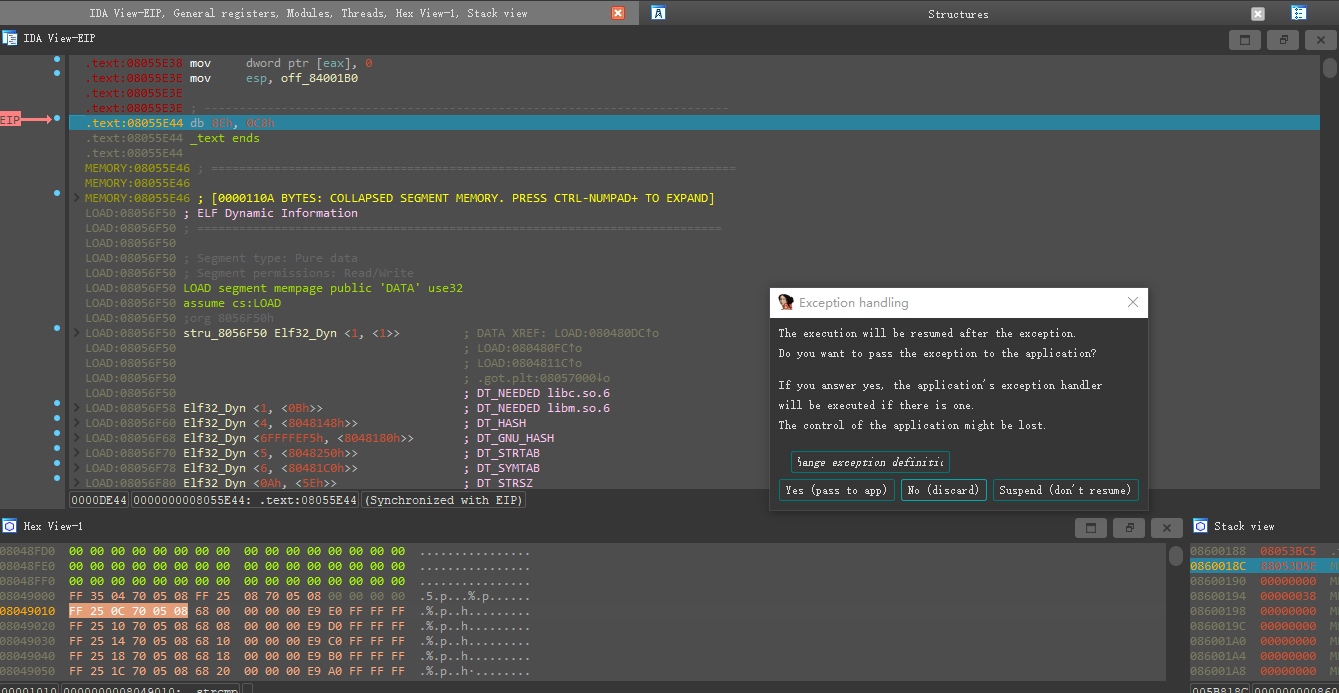 IDA View-EIP, General registers, Modules, Threads, Hex View-1, Stack view
Structures
IDA View-EIP
.text:08055E38 mov     dword ptr [eax], 0
.text:08055E3E mov     esp, off_84001B0
.text:08055E3E
.text:08055E3E ; ---------------------------------------------------------------------------
EIP
.text:08055E44 db 8Eh, 0C8h
.text:08055E44 _text ends
.text:08055E44
MEMORY:08055E46 ; ===========================================================================
MEMORY:08055E46
MEMORY:08055E46 ; [0000110A BYTES: COLLAPSED SEGMENT MEMORY. PRESS CTRL-NUMPAD+ TO EXPAND]
LOAD:08056F50 ; ELF Dynamic Information
LOAD:08056F50 ; ===========================================================================
LOAD:08056F50
LOAD:08056F50 ; Segment type: Pure data
LOAD:08056F50 ; Segment permissions: Read/Write
LOAD:08056F50 LOAD segment mempage public 'DATA' use32
LOAD:08056F50 assume cs:LOAD
LOAD:08056F50 ;org 8056F50h
LOAD:08056F50 stru_8056F50 Elf32_Dyn <1, <1>>         ; DATA XREF: LOAD:080480DC↑o
LOAD:08056F50                                         ; LOAD:080480FC↑o
LOAD:08056F50                                         ; LOAD:0804811C↑o
LOAD:08056F50                                         ; .got.plt:08057000↓o
LOAD:08056F50                                         ; DT_NEEDED libc.so.6
LOAD:08056F58 Elf32_Dyn <1, <0Bh>>                    ; DT_NEEDED libm.so.6
LOAD:08056F60 Elf32_Dyn <4, <8048148h>>               ; DT_HASH
LOAD:08056F68 Elf32_Dyn <6FFFFEF5h, <8048180h>>       ; DT_GNU_HASH
LOAD:08056F70 Elf32_Dyn <5, <8048250h>>               ; DT_STRTAB
LOAD:08056F78 Elf32_Dyn <6, <80481C0h>>               ; DT_SYMTAB
LOAD:08056F80 Elf32_Dyn <0Ah, <5Eh>>                  ; DT_STRSZ
0000DE44 0000000008055E44: .text:08055E44 (Synchronized with EIP)
Exception handling
The execution will be resumed after the exception.
Do you want to pass the exception to the application?
If you answer yes, the application's exception handler
will be executed if there is one.
The control of the application might be lost.
hange exception definitic
Yes (pass to app) No (discard) Suspend (don't resume)
Hex View-1
08048FD0 00 00 00 00 00 00 00 00  00 00 00 00 00 00 00 00 ................
08048FE0 00 00 00 00 00 00 00 00  00 00 00 00 00 00 00 00 ................
08048FF0 00 00 00 00 00 00 00 00  00 00 00 00 00 00 00 00 ................
08049000 FF 35 04 70 05 08 FF 25  08 70 05 08 00 00 00 00 .5.p...%.p......
08049010 FF 25 0C 70 05 08 68 00  00 00 00 E9 E0 FF FF FF .%.p..h.........
08049020 FF 25 10 70 05 08 68 08  00 00 00 E9 D0 FF FF FF .%.p..h.........
08049030 FF 25 14 70 05 08 68 10  00 00 00 E9 C0 FF FF FF .%.p..h.........
08049040 FF 25 18 70 05 08 68 18  00 00 00 E9 B0 FF FF FF .%.p..h.........
08049050 FF 25 1C 70 05 08 68 20  00 00 00 E9 A0 FF FF FF .%.p..h.........
00001010 0000000008049010: .strcmp
Stack view
08600188 08053BC5
0860018C 08053D5F
08600190 00000000
08600194 00000038
08600198 00000000
0860019C 00000000
086001A0 00000000
086001A4 00000000
086001A8 00000000
005B818C